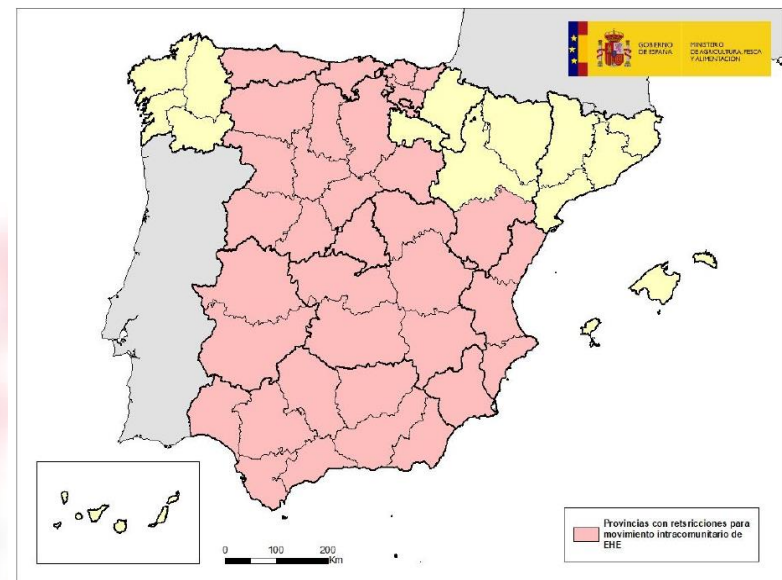 GOBIERNO
DE ESPAÑA
MINISTERIO
DE AGRICULTURA, PESCA
Y ALIMENTACIÓN
0 100 200
Km
Provincias con retsricciones para
movimiento intracomunitario de
EHE